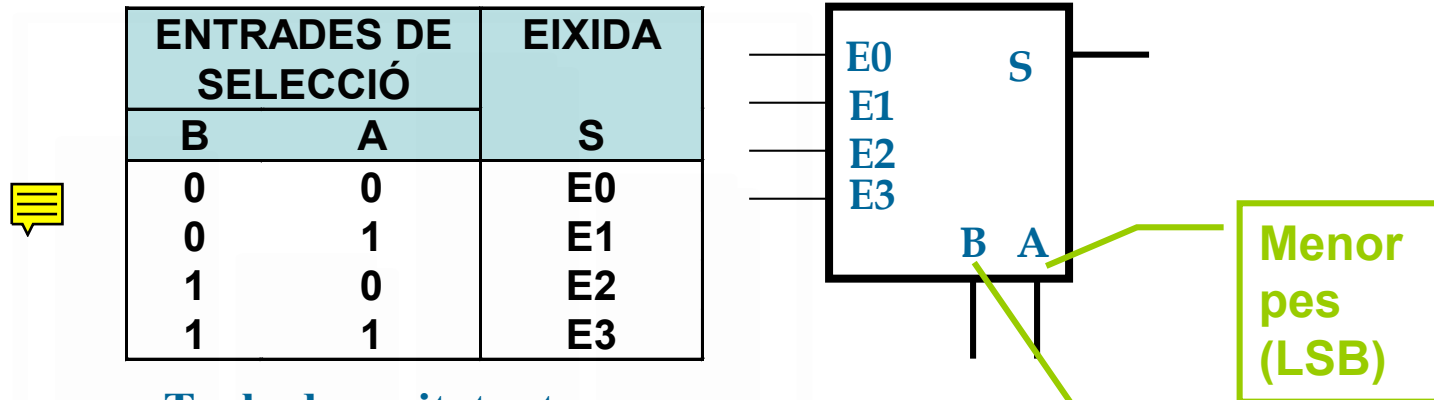 ENTRADES DE SELECCIÓ EIXIDA
B A S
0 0 E0
0 1 E1
1 0 E2
1 1 E3
E0 S
E1
E2
E3
B A
Menor
pes
(LSB)